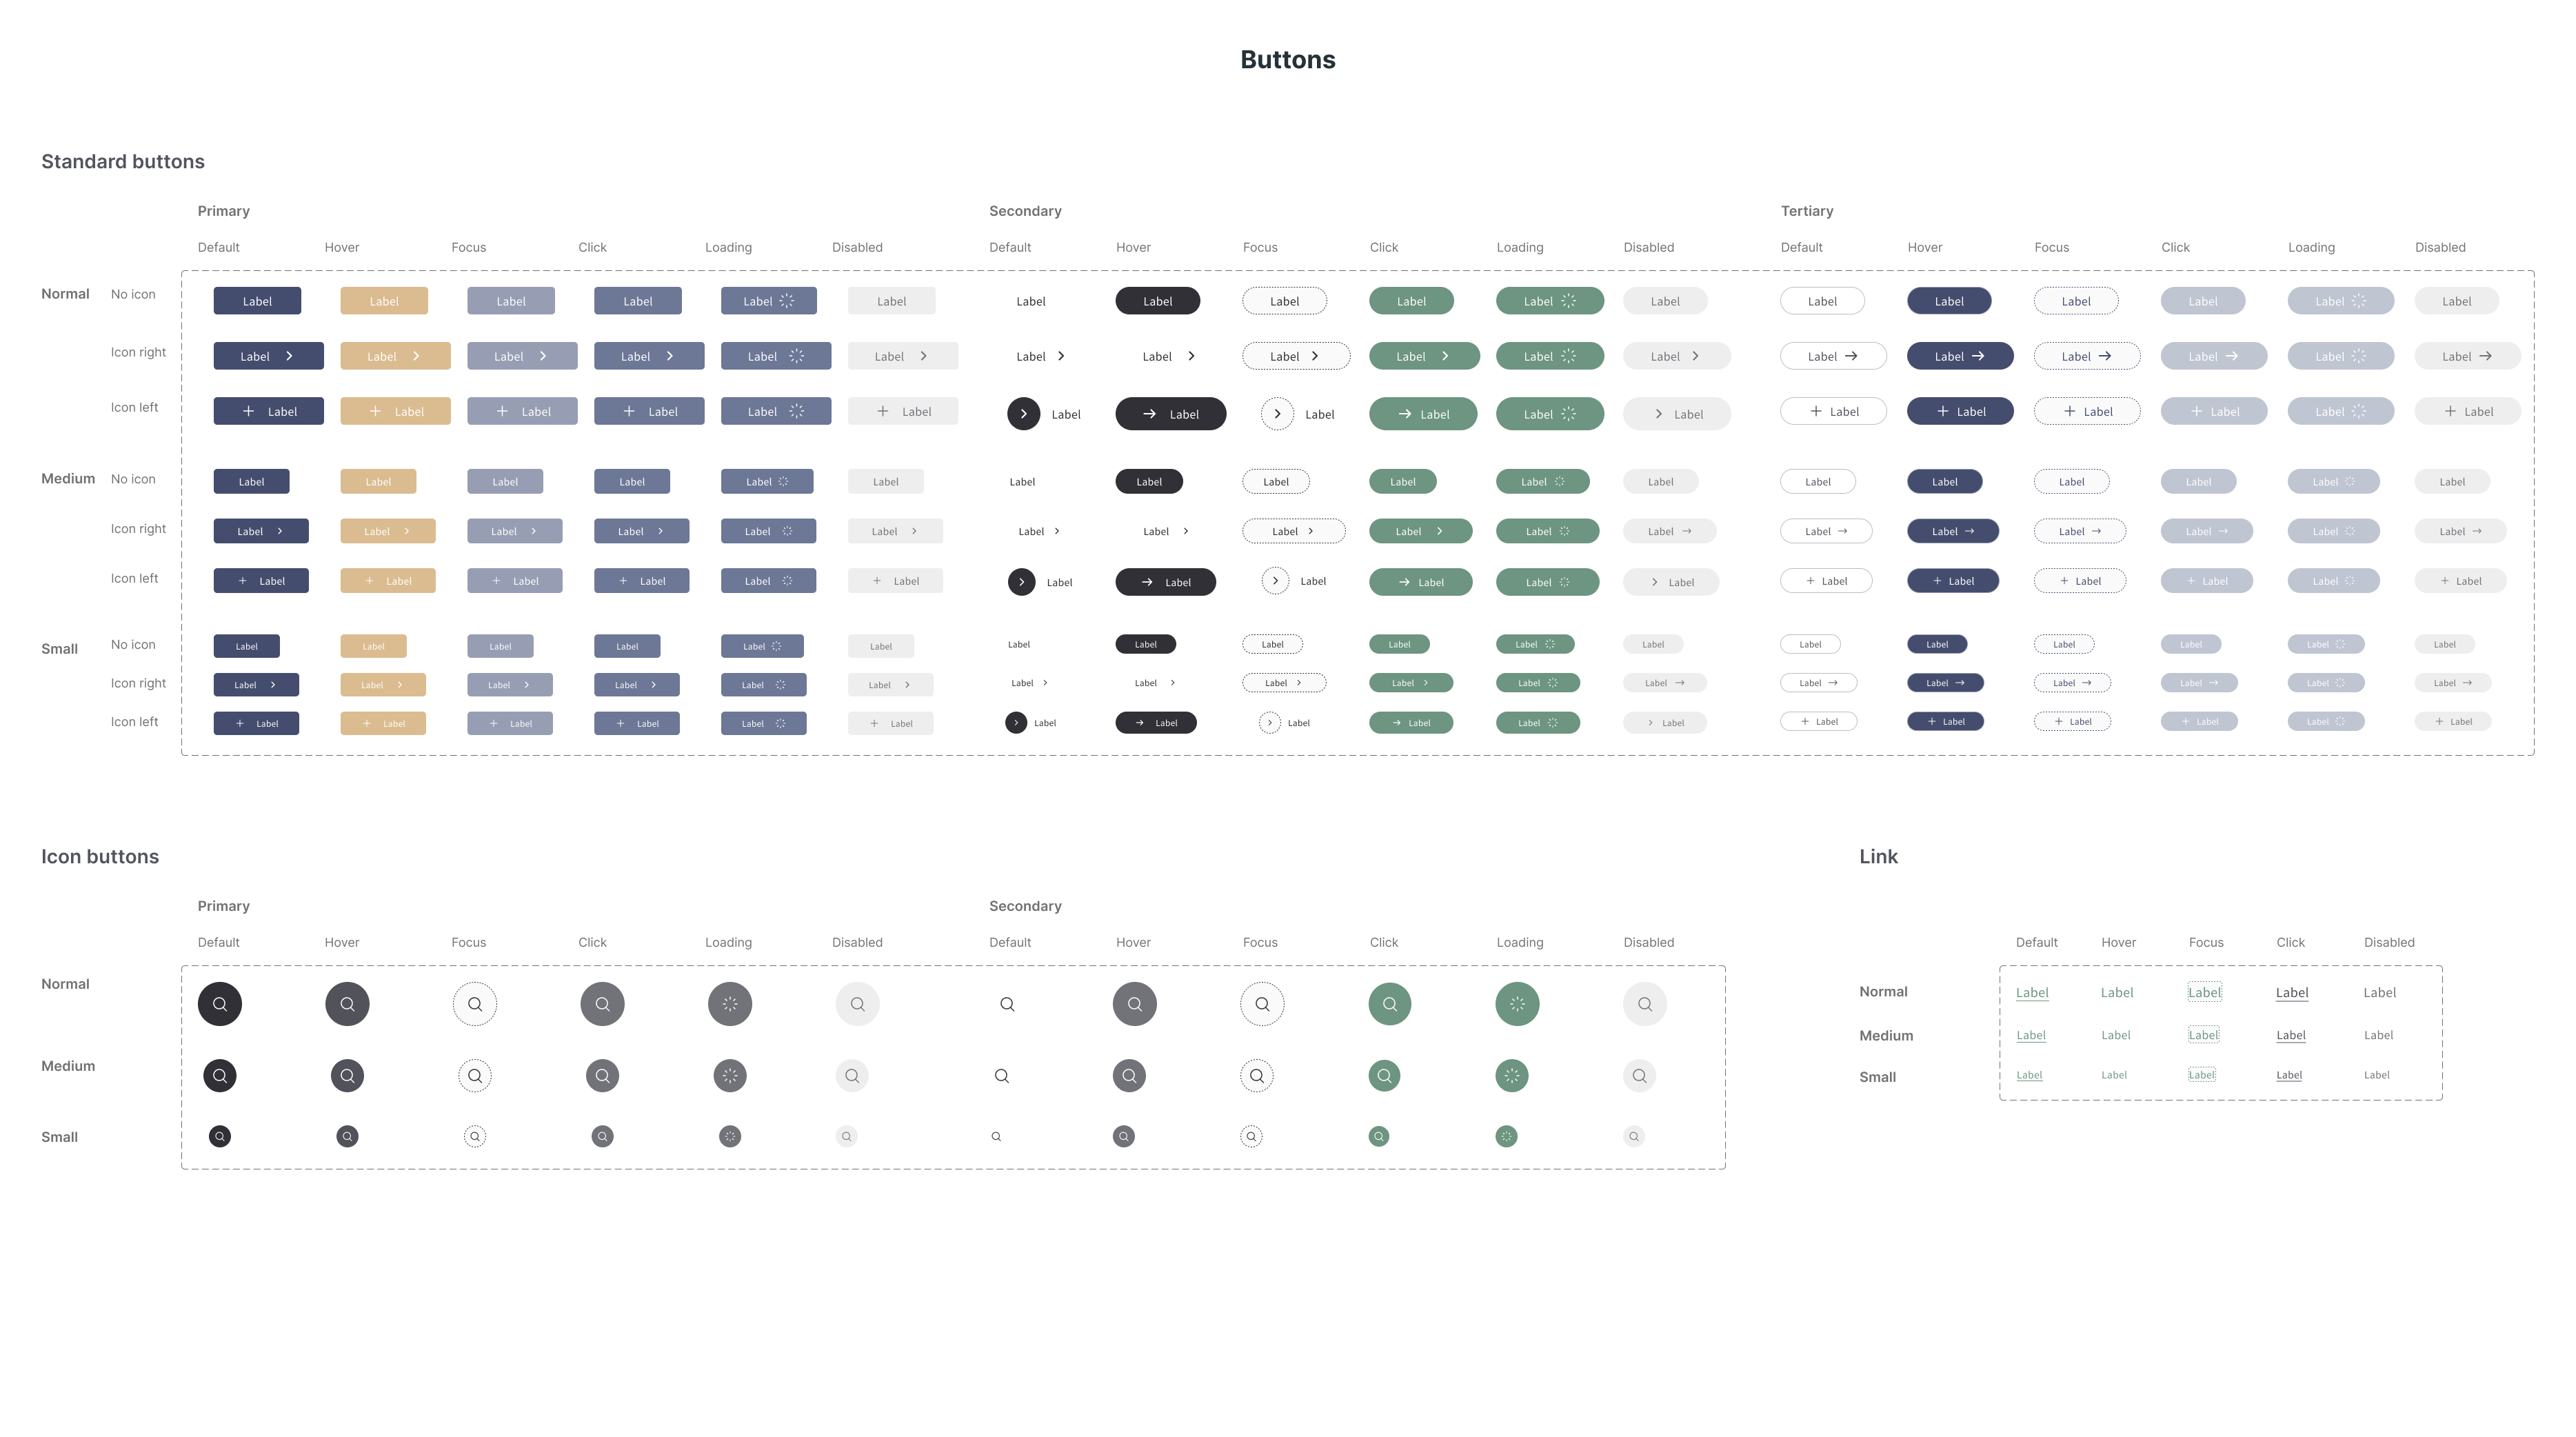 Buttons
Standard buttons
Primary Secondary Tertiary
Default Hover Focus Click Loading Disabled Default Hover Focus Click Loading Disabled Default Hover Focus Click Loading Disabled
Normal No icon Label Label Label Label Label Label Label Label Label Label Label Label Label Label Label Label Label Label
Icon right Label Label Label Label Label Label Label Label Label Label Label Label Label Label Label Label Label Label
Icon left Label Label Label Label Label Label Label Label Label Label Label Label Label Label Label Label Label Label
Medium No icon Label Label Label Label Label Label Label Label Label Label Label Label Label Label Label Label Label Label
Icon right Label Label Label Label Label Label Label Label Label Label Label Label Label Label Label Label Label Label
Icon left Label Label Label Label Label Label Label Label Label Label Label Label Label Label Label Label Label Label
Small No icon Label Label Label Label Label Label Label Label Label Label Label Label Label Label Label Label Label Label
Icon right Label Label Label Label Label Label Label Label Label Label Label Label Label Label Label Label Label Label
Icon left Label Label Label Label Label Label Label Label Label Label Label Label Label Label Label Label Label Label
Icon buttons
Primary Secondary
Default Hover Focus Click Loading Disabled Default Hover Focus Click Loading Disabled
Normal
Medium
Small
Link
Default Hover Focus Click Disabled
Normal Label Label Label Label Label
Medium Label Label Label Label Label
Small Label Label Label Label Label